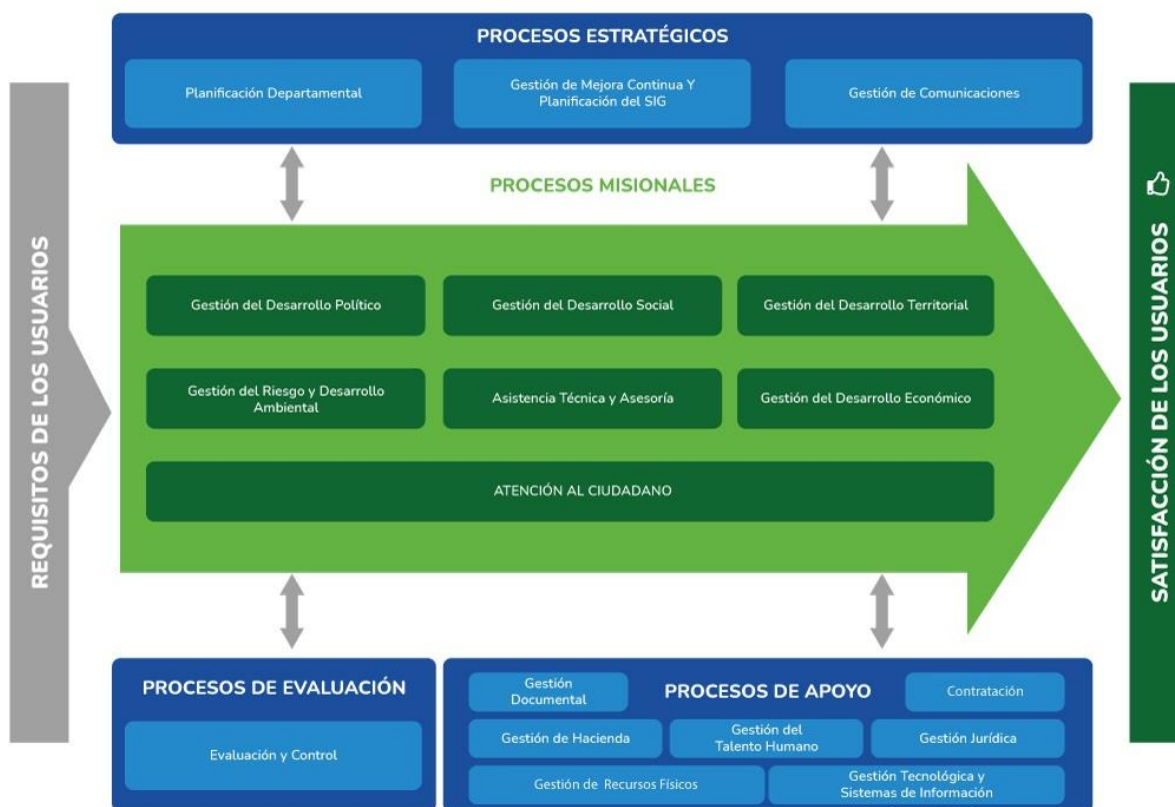 PROCESOS ESTRATÉGICOS
Planificación Departamental
Gestión de Mejora Continua Y
Planificación del SIG
Gestión de Comunicaciones
REQUISITOS DE LOS USUARIOS
PROCESOS MISIONALES
Gestión del Desarrollo Político
Gestión del Desarrollo Social
Gestión del Desarrollo Territorial
Gestión del Riesgo y Desarrollo
Ambiental
Asistencia Técnica y Asesoría
Gestión del Desarrollo Económico
ATENCIÓN AL CIUDADANO
SATISFACCIÓN DE LOS USUARIOS
PROCESOS DE EVALUACIÓN
Evaluación y Control
PROCESOS DE APOYO
Gestión
Documental
Contratación
Gestión de Hacienda
Gestión del
Talento Humano
Gestión Jurídica
Gestión de Recursos Físicos
Gestión Tecnológica y
Sistemas de Información